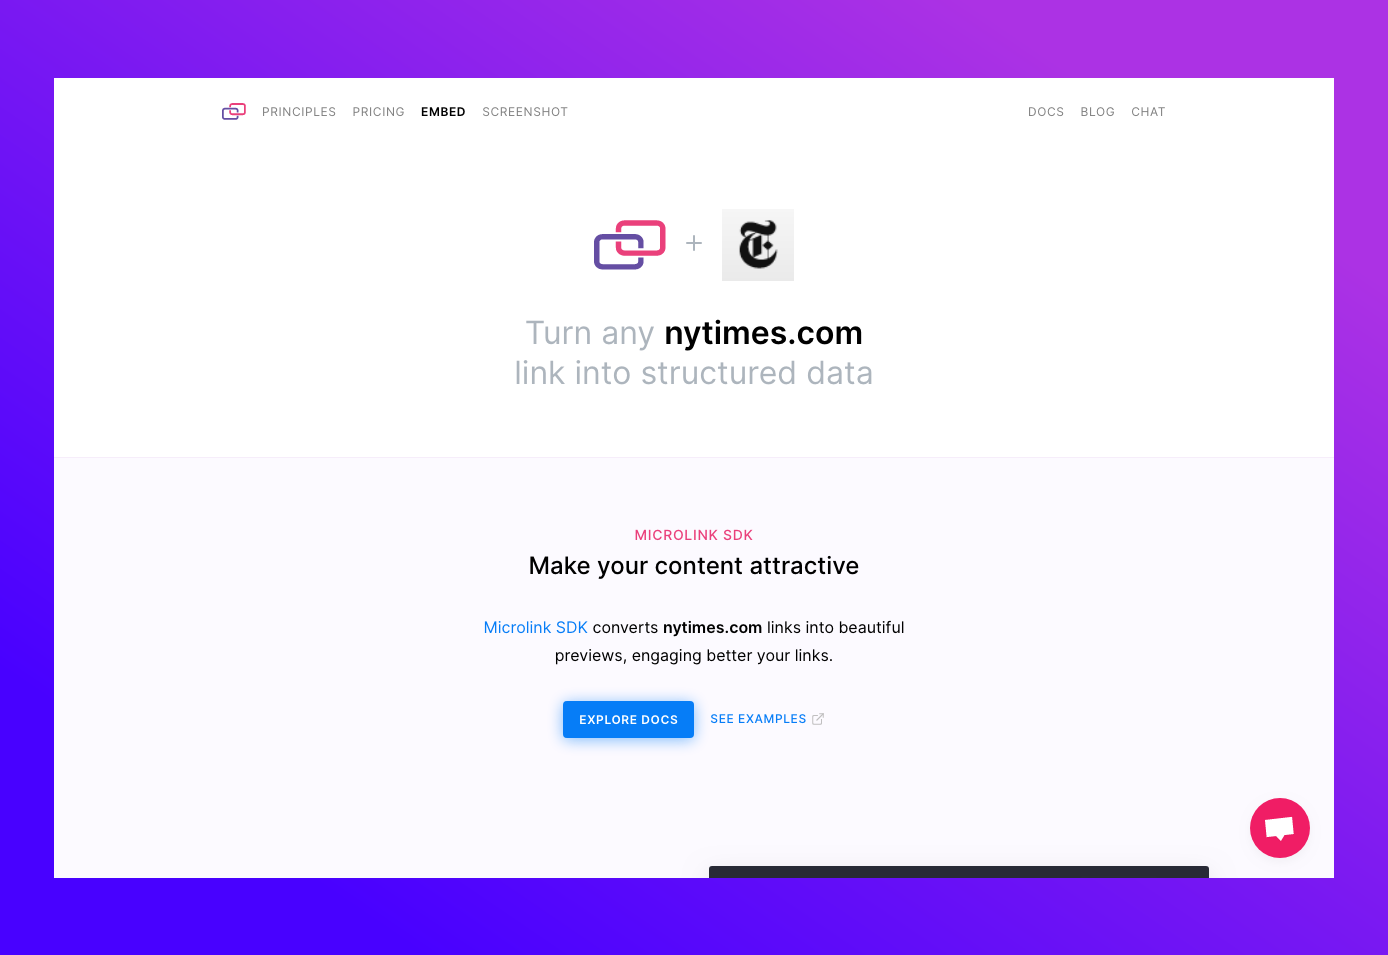 PRINCIPLES PRICING EMBED SCREENSHOT DOCS BLOG CHAT
Turn any nytimes.com
link into structured data
MICROLINK SDK
Make your content attractive
Microlink SDK converts nytimes.com links into beautiful
previews, engaging better your links.
EXPLORE DOCS SEE EXAMPLES